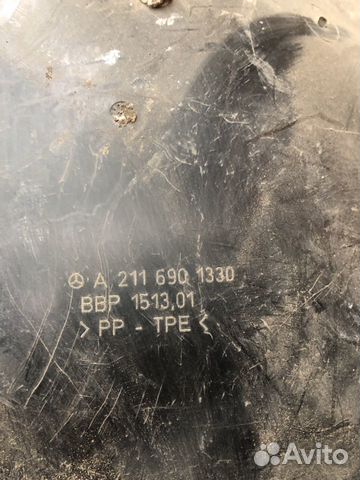 A 211 690 1330
BBP 1513.01
> PP - TPE <
Avito